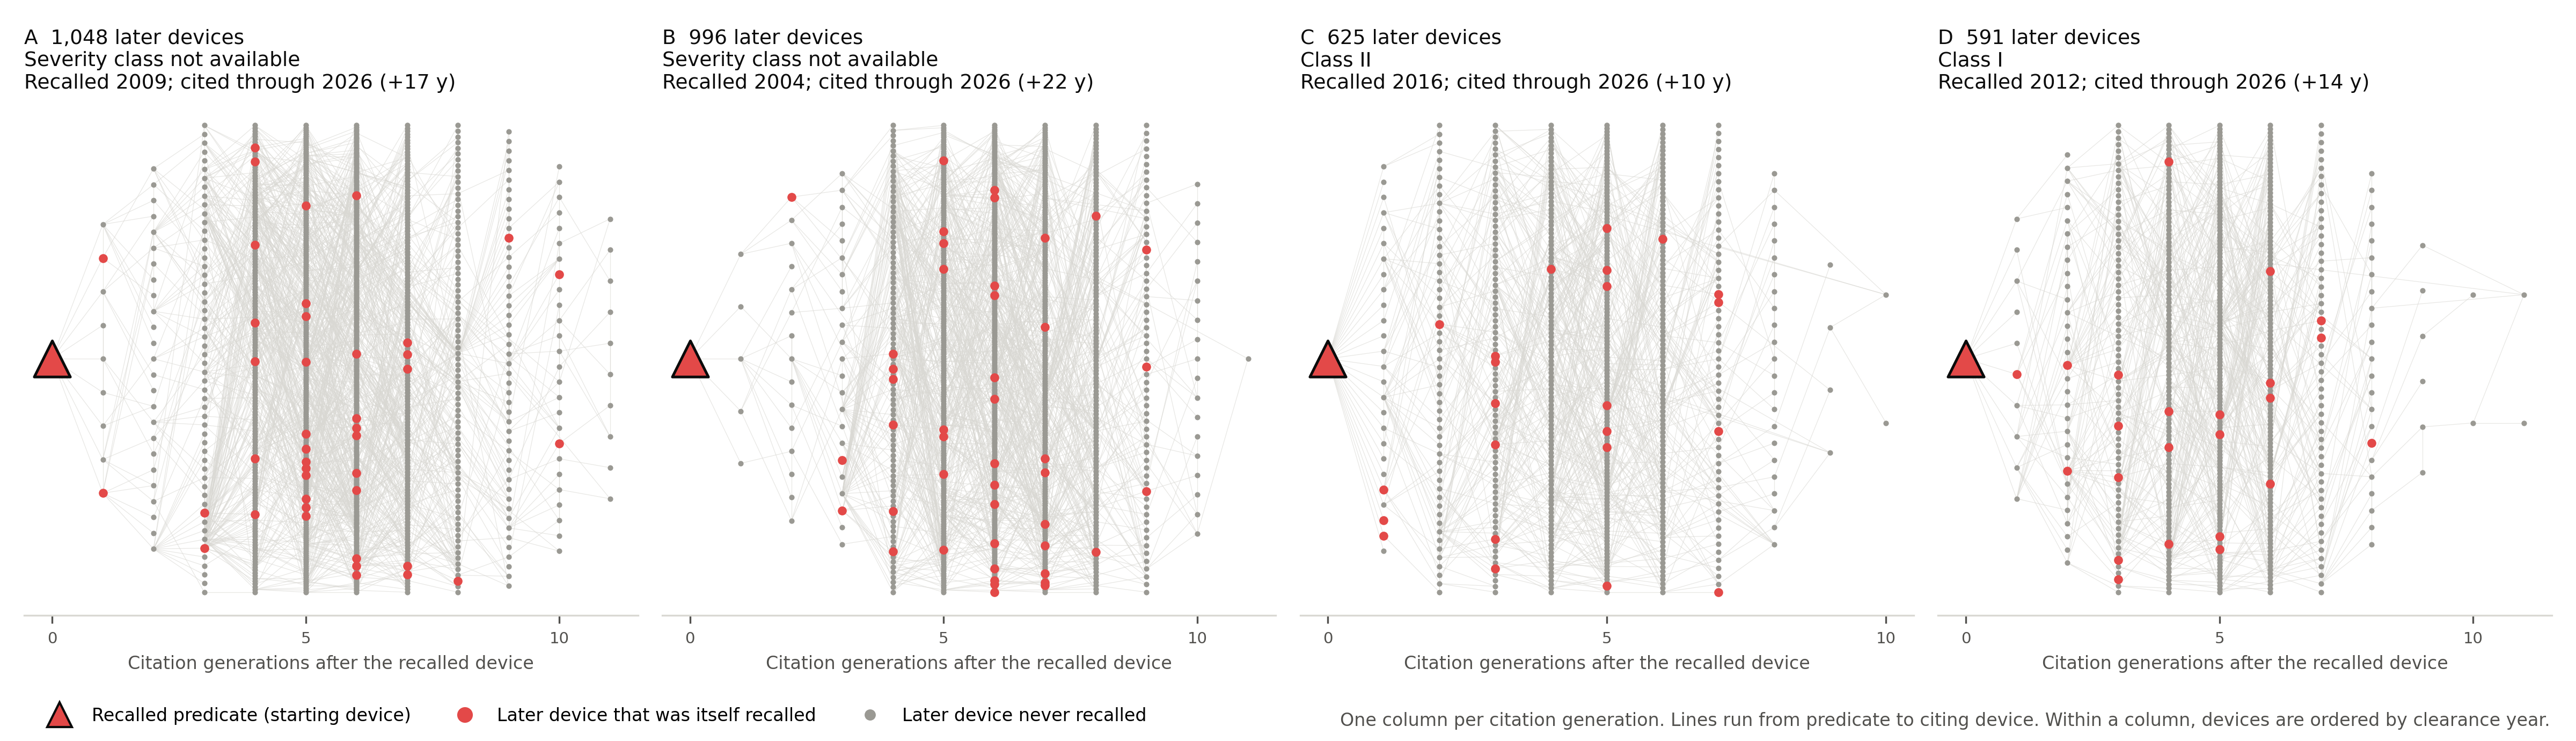 A  1,048 later devices
Severity class not available
Recalled 2009; cited through 2026 (+17 y)
B  996 later devices
Severity class not available
Recalled 2004; cited through 2026 (+22 y)
C  625 later devices
Class II
Recalled 2016; cited through 2026 (+10 y)
D  591 later devices
Class I
Recalled 2012; cited through 2026 (+14 y)
0 5 10
Citation generations after the recalled device
0 5 10
Citation generations after the recalled device
0 5 10
Citation generations after the recalled device
0 5 10
Citation generations after the recalled device
Recalled predicate (starting device)
Later device that was itself recalled
Later device never recalled
One column per citation generation. Lines run from predicate to citing device. Within a column, devices are ordered by clearance year.